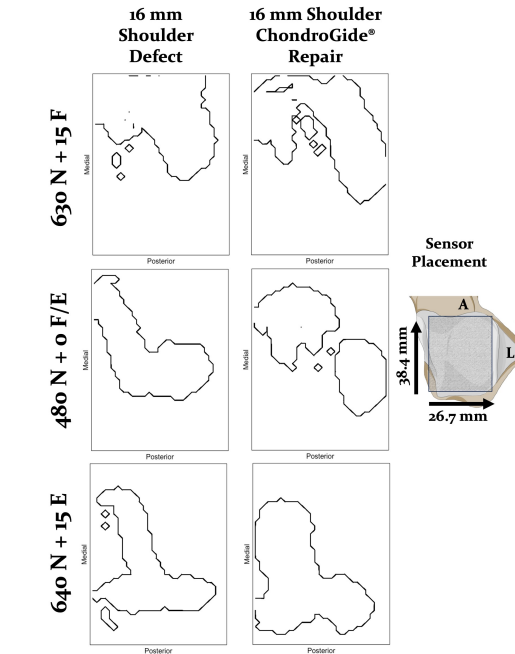 16 mm
Shoulder
Defect
16 mm Shoulder
ChondroGide®
Repair
630 N + 15 F
Medial
Posterior
Medial
Posterior
480 N + 0 F/E
Medial
Posterior
Medial
Posterior
640 N + 15 E
Medial
Posterior
Medial
Posterior
Sensor
Placement
A
L
38.4 mm
26.7 mm